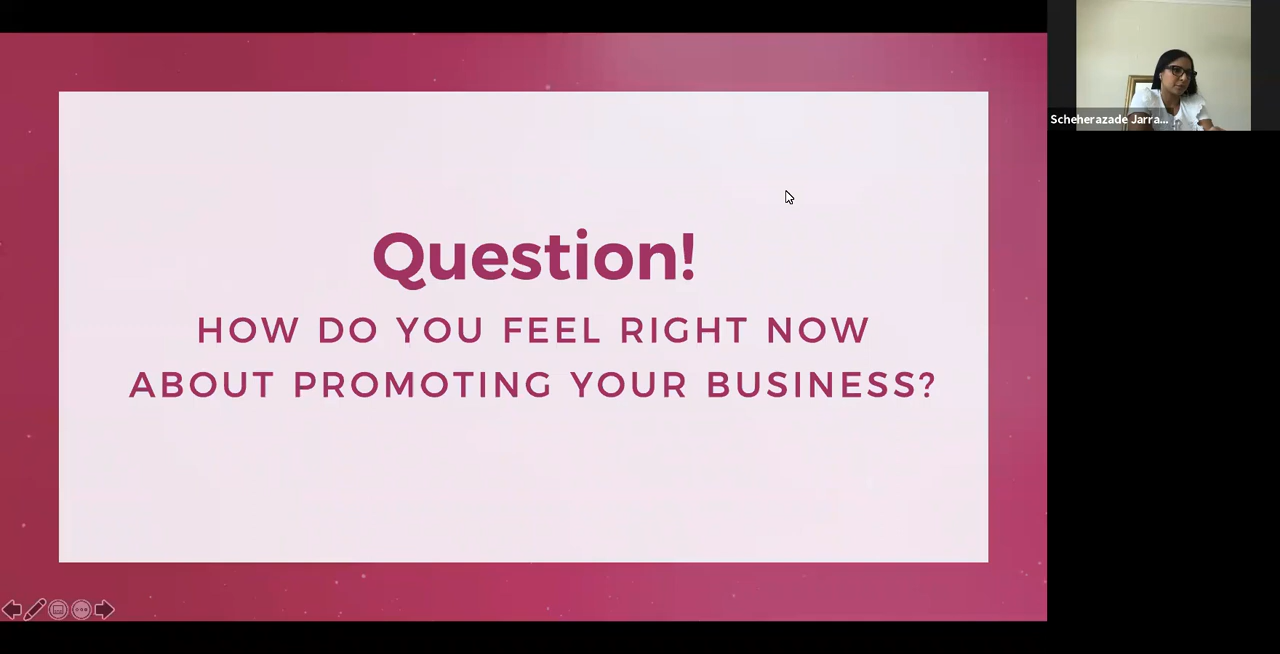 Question!
HOW DO YOU FEEL RIGHT NOW
ABOUT PROMOTING YOUR BUSINESS?
Scheherazade Jarra...